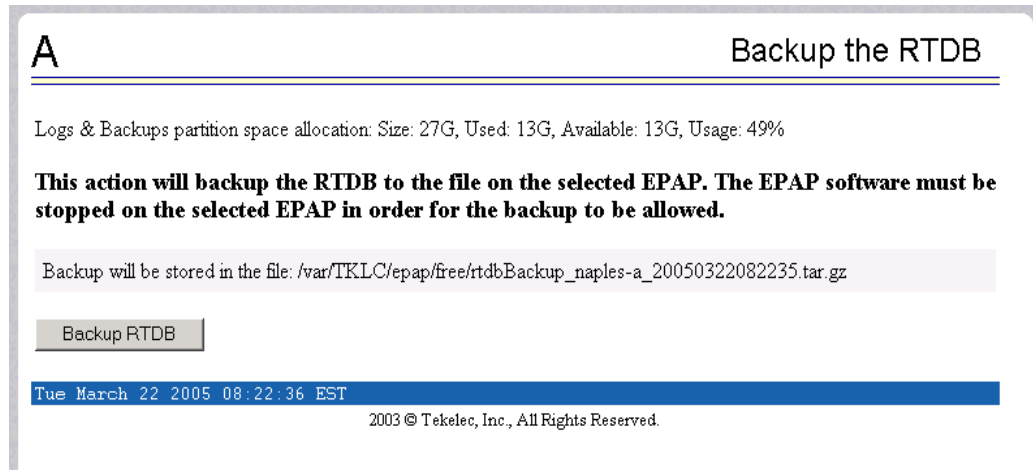 A
Backup the RTDB
Logs & Backups partition space allocation: Size: 27G, Used: 13G, Available: 13G, Usage: 49%
This action will backup the RTDB to the file on the selected EPAP. The EPAP software must be
stopped on the selected EPAP in order for the backup to be allowed.
Backup will be stored in the file: /var/TKLC/epap/free/rtdbBackup_naples-a_20050322082235.tar.gz
Backup RTDB
Tue March 22 2005 08:22:36 EST
2003 © Tekelec, Inc., All Rights Reserved.